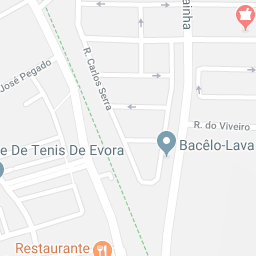 ainha
José Pegado
R. Carlos Serra
R. do Viveiro
e De Tenis De Evora
Bacêlo-Lava
Restaurante